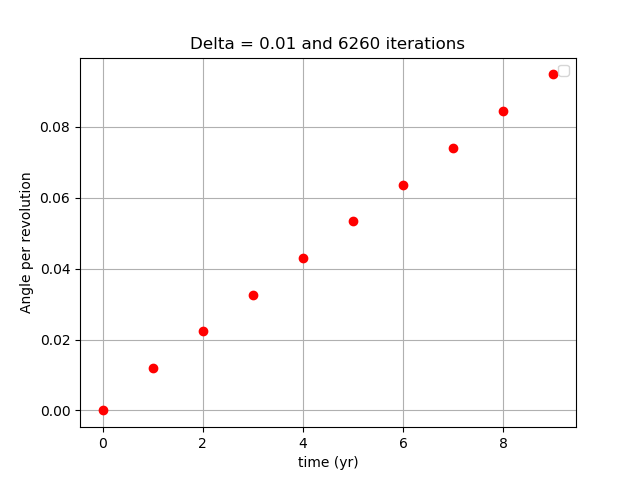 Delta = 0.01 and 6260 iterations
Angle per revolution
0.08
0.06
0.04
0.02
0.00
0 2 4 6 8
time (yr)